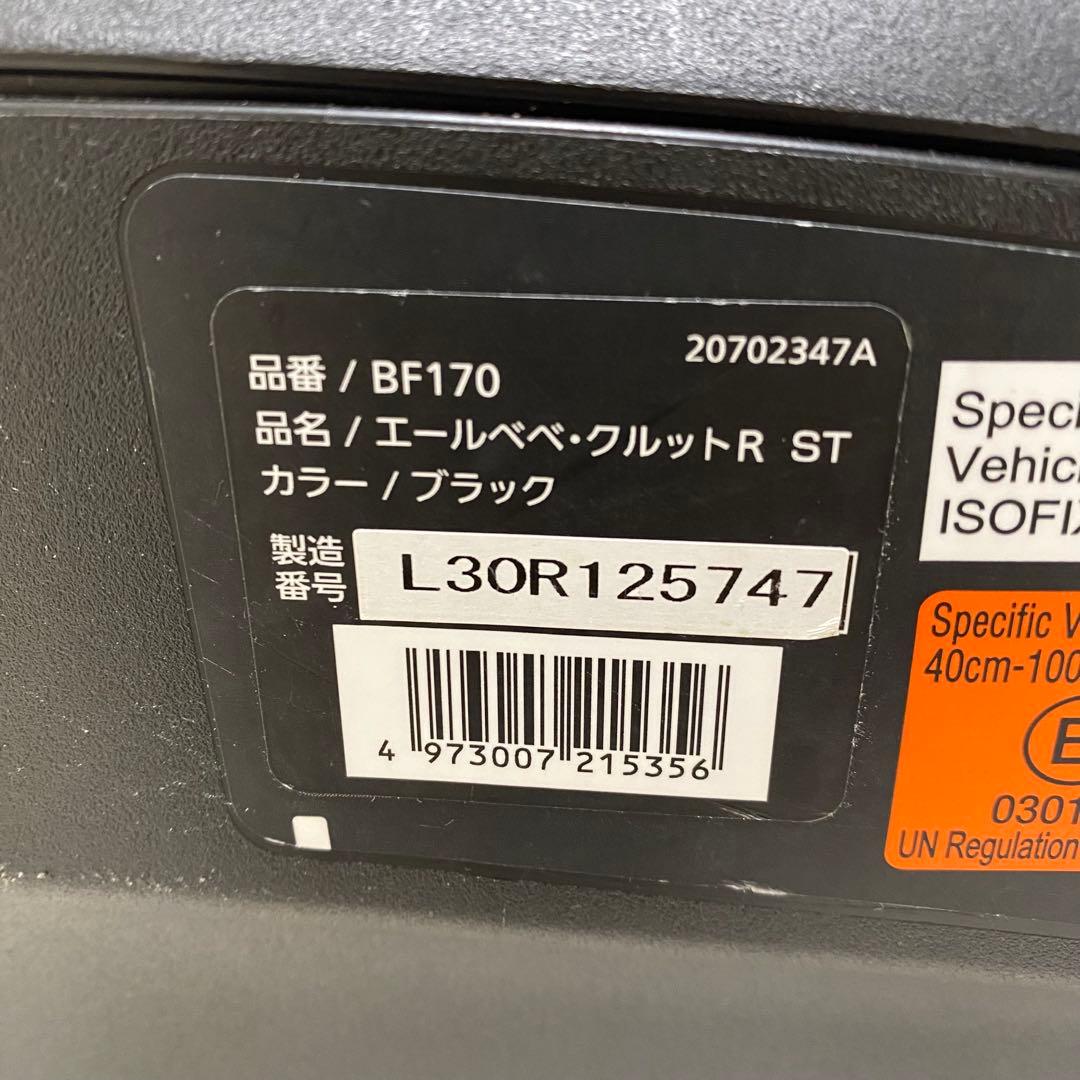 20702347A
品番 / BF170
品名 / エールベベ・クルットR ST
カラー / ブラック
製造
番号
L30R125747
4 973007 215356
Vehic
ISOFIX
Specific V
40cm-100
E
0301
UN Regulation